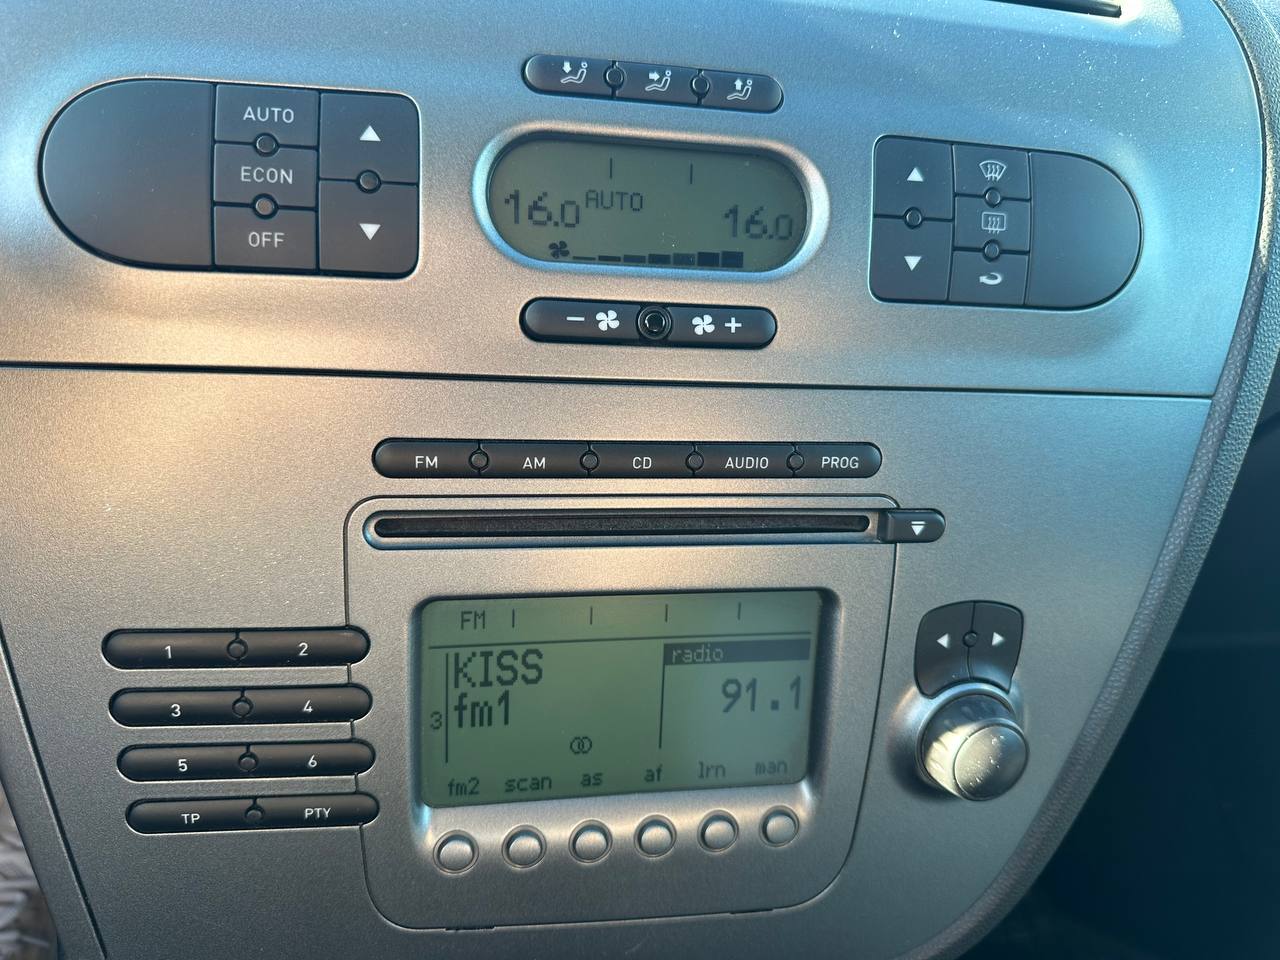 AUTO
ECON
OFF
16.0 AUTO 16.0
- +
FM AM CD AUDIO PROG
FM
KISS radio
fm1 91.1
3
fm2 scan as af lrn man
1 2
3 4
5 6
TP PTY